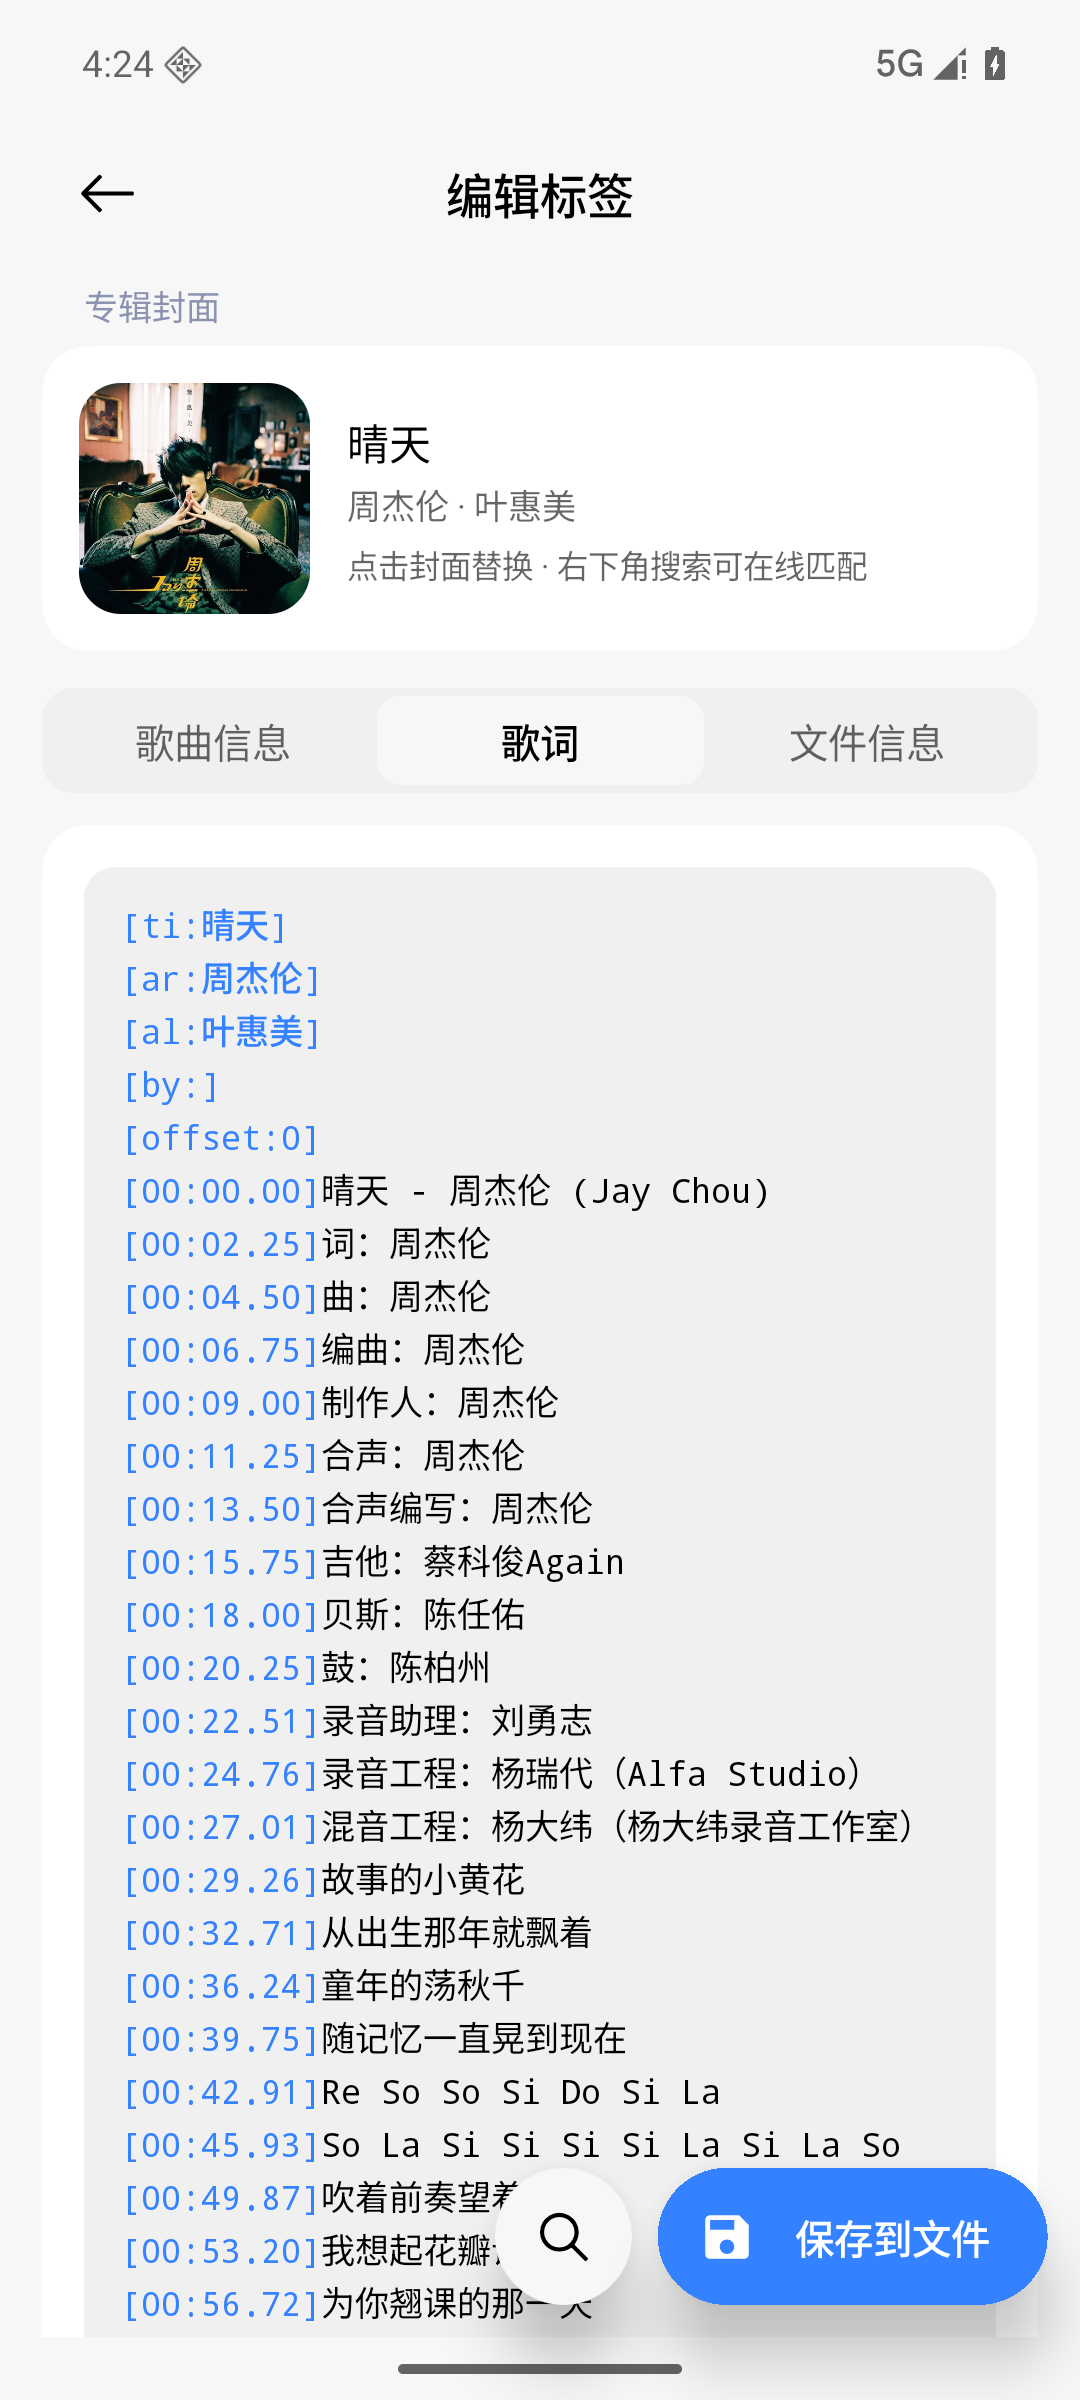 4:24
5G
编辑标签
专辑封面
晴天
周杰伦 · 叶惠美
点击封面替换 · 右下角搜索可在线匹配
歌曲信息
歌词
文件信息
[ti:晴天]
[ar:周杰伦]
[al:叶惠美]
[by:]
[offset:0]
[00:00.00]晴天 - 周杰伦 (Jay Chou)
[00:02.25]词：周杰伦
[00:04.50]曲：周杰伦
[00:06.75]编曲：周杰伦
[00:09.00]制作人：周杰伦
[00:11.25]合声：周杰伦
[00:13.50]合声编写：周杰伦
[00:15.75]吉他：蔡科俊Again
[00:18.00]贝斯：陈任佑
[00:20.25]鼓：陈柏州
[00:22.51]录音助理：刘勇志
[00:24.76]录音工程：杨瑞代（Alfa Studio）
[00:27.01]混音工程：杨大纬（杨大纬录音工作室）
[00:29.26]故事的小黄花
[00:32.71]从出生那年就飘着
[00:36.24]童年的荡秋千
[00:39.75]随记忆一直晃到现在
[00:42.91]Re So So Si Do Si La
[00:45.93]So La Si Si Si Si La Si La So
[00:49.87]吹着前奏望着
[00:53.20]我想起花瓣
[00:56.72]为你翘课的那一天
保存到文件